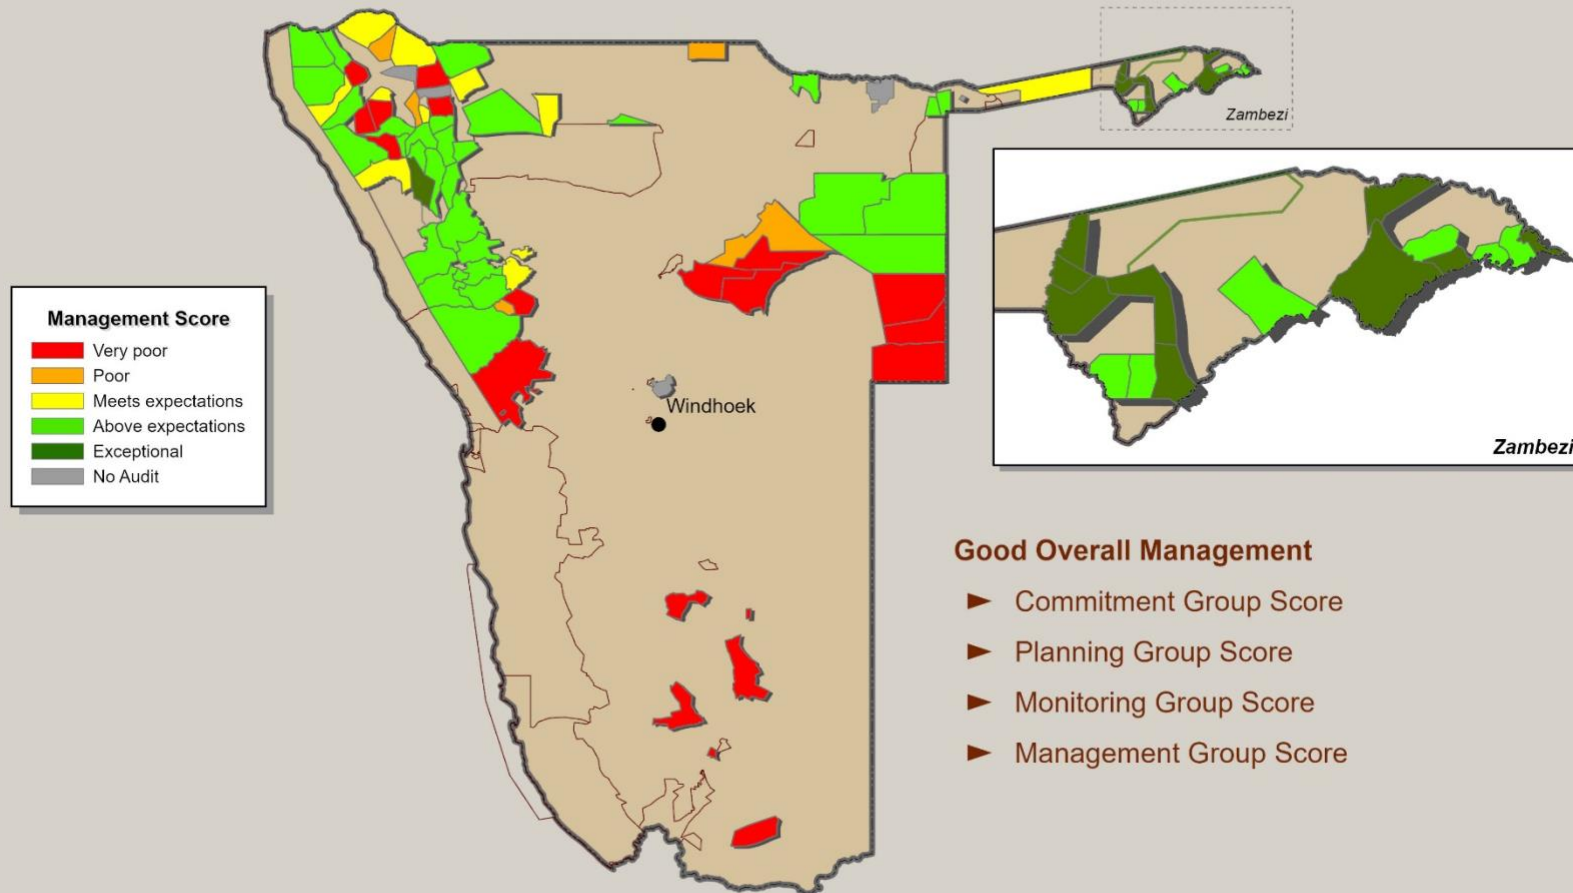 Zambezi
Management Score
Very poor
Poor
Meets expectations
Above expectations
Exceptional
No Audit
Windhoek
Zambezi
Good Overall Management
► Commitment Group Score
► Planning Group Score
► Monitoring Group Score
► Management Group Score